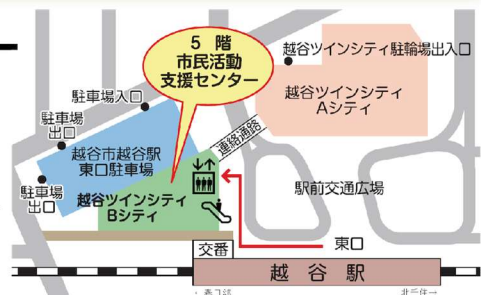 5 階
市民活動
支援センター
越谷ツインシティ駐輪場出入口
越谷ツインシティ
Aシティ
駐車場入口
駐車場
出口
越谷市越谷駅
東口駐車場
連絡通路
駐車場
出口
越谷ツインシティ
Bシティ
駅前交通広場
交番
東口
越谷駅